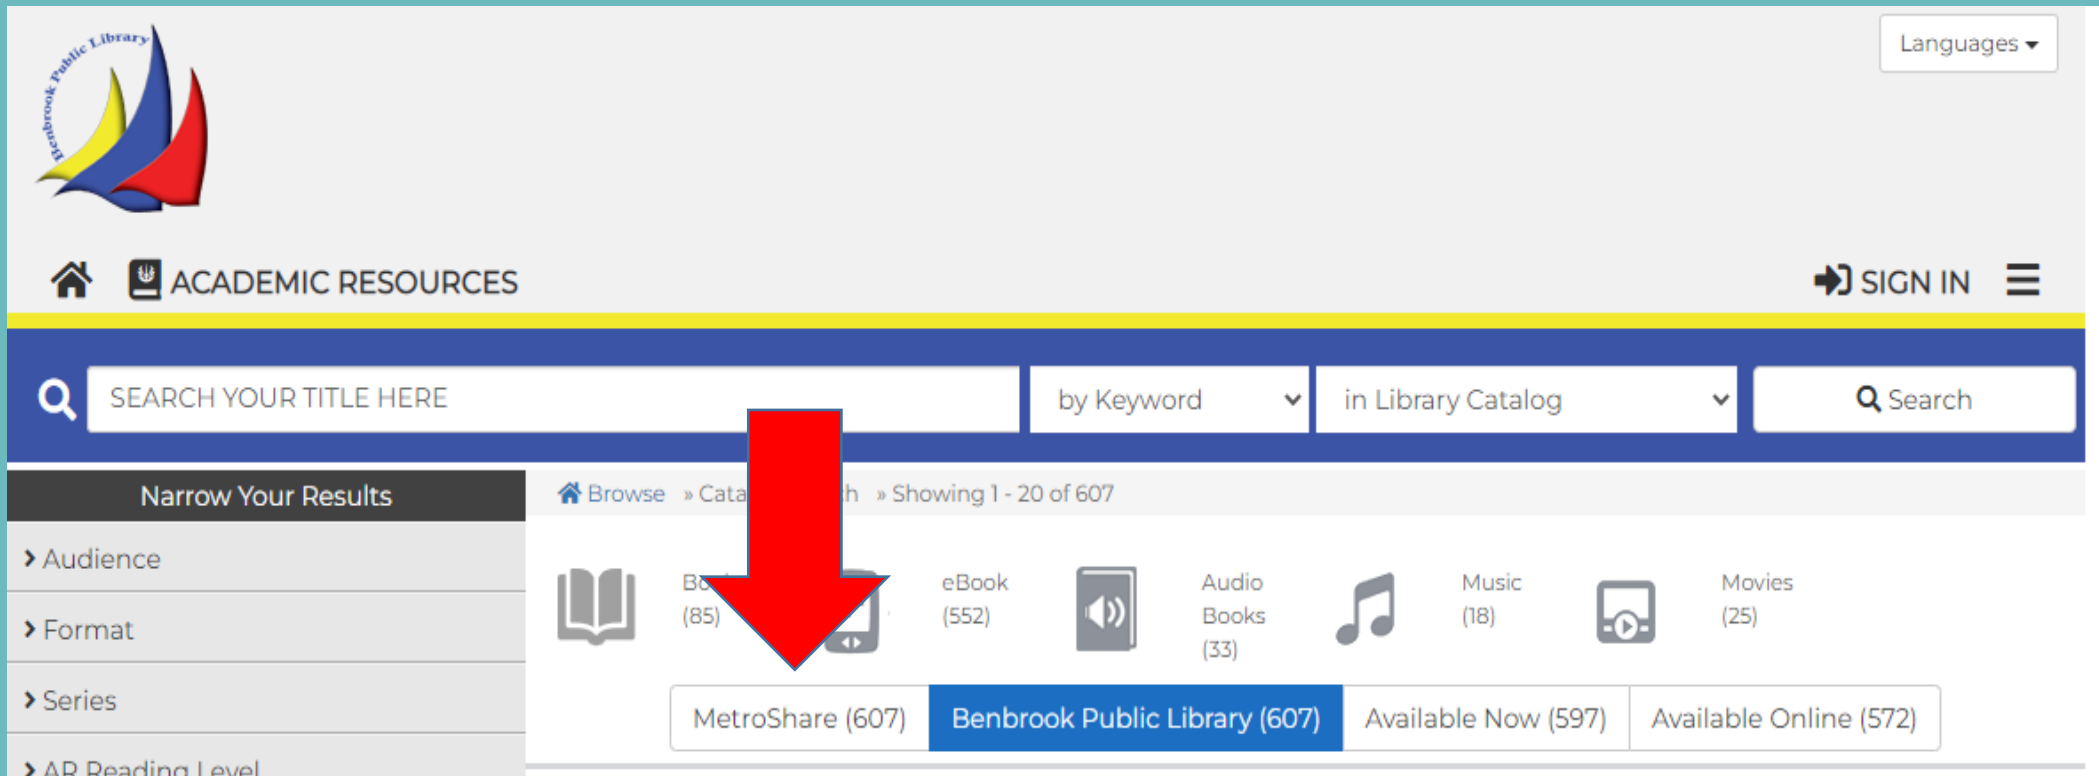 Benbrook Public Library
Languages
ACADEMIC RESOURCES
SIGN IN
SEARCH YOUR TITLE HERE
by Keyword
in Library Catalog
Search
Narrow Your Results
Browse » Cata h » Showing 1 - 20 of 607
Audience
Format
Series
AR Reading Level
(85)
eBook
(552)
Audio
Books
(33)
Music
(18)
Movies
(25)
MetroShare (607)
Benbrook Public Library (607)
Available Now (597)
Available Online (572)